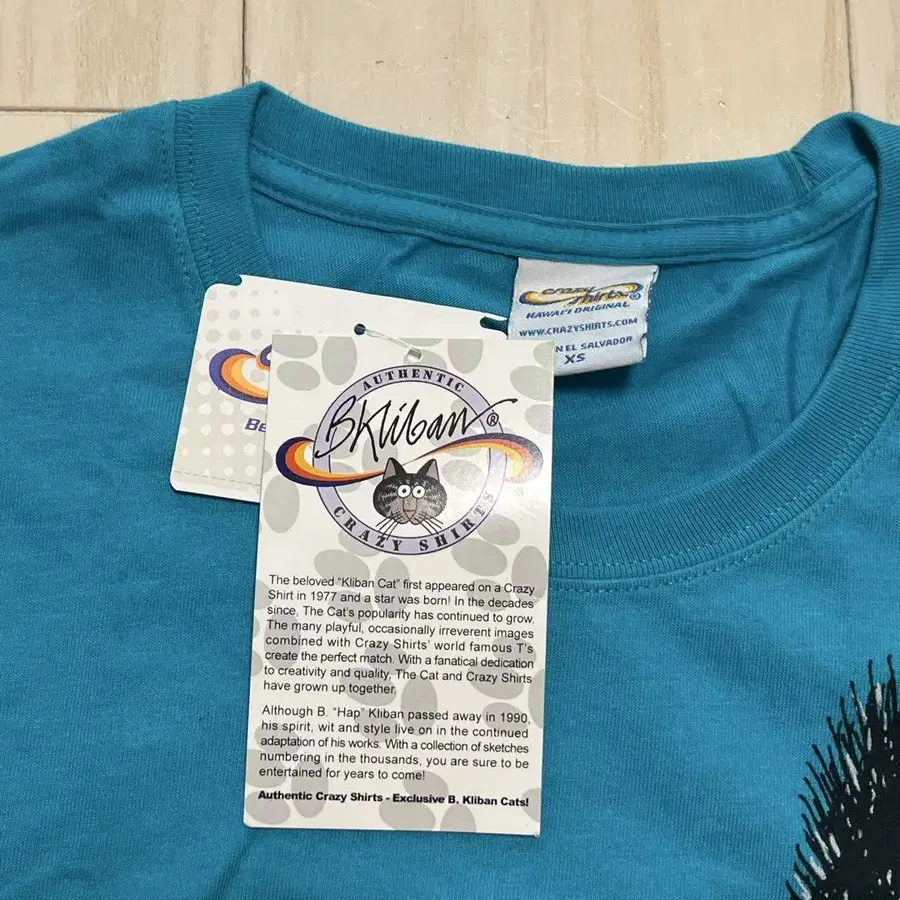 crazy shirts®
HAWAI'I ORIGINAL
WWW.CRAZYSHIRTS.COM
N EL SALVADOR
XS
Be
AUTHENTIC
BKliban®
CRAZY SHIRTS
The beloved "Kliban Cat" first appeared on a Crazy
Shirt in 1977 and a star was born! In the decades
since, The Cat's popularity has continued to grow.
The many playful, occasionally irreverent images
combined with Crazy Shirts' world famous T's
create the perfect match. With a fanatical dedication
to creativity and quality, The Cat and Crazy Shirts
have grown up together.
Although B. "Hap" Kliban passed away in 1990,
his spirit, wit and style live on in the continued
adaptation of his works. With a collection of sketches
numbering in the thousands, you are sure to be
entertained for years to come!
Authentic Crazy Shirts - Exclusive B. Kliban Cats!